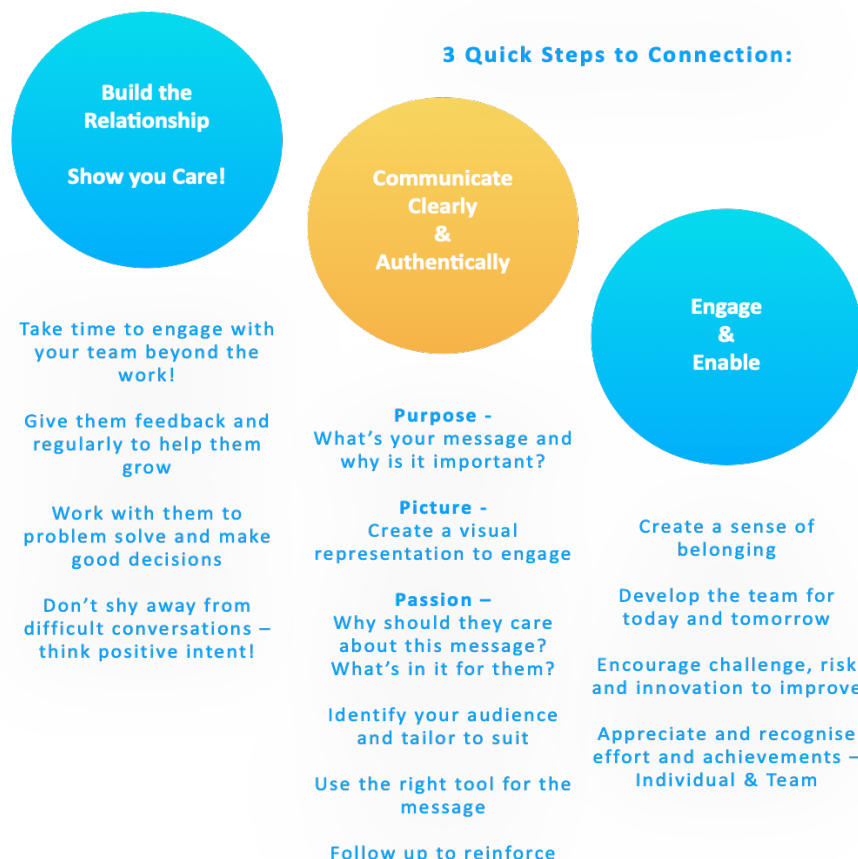 3 Quick Steps to Connection:
Build the
Relationship
Show you Care!
Take time to engage with
your team beyond the
work!
Give them feedback and
regularly to help them
grow
Work with them to
problem solve and make
good decisions
Don’t shy away from
difficult conversations –
think positive intent!
Communicate
Clearly
&
Authentically
Purpose -
What’s your message and
why is it important?
Picture -
Create a visual
representation to engage
Passion –
Why should they care
about this message?
What’s in it for them?
Identify your audience
and tailor to suit
Use the right tool for the
message
Follow up to reinforce
Engage
&
Enable
Create a sense of
belonging
Develop the team for
today and tomorrow
Encourage challenge, risk
and innovation to improve
Appreciate and recognise
effort and achievements –
Individual & Team